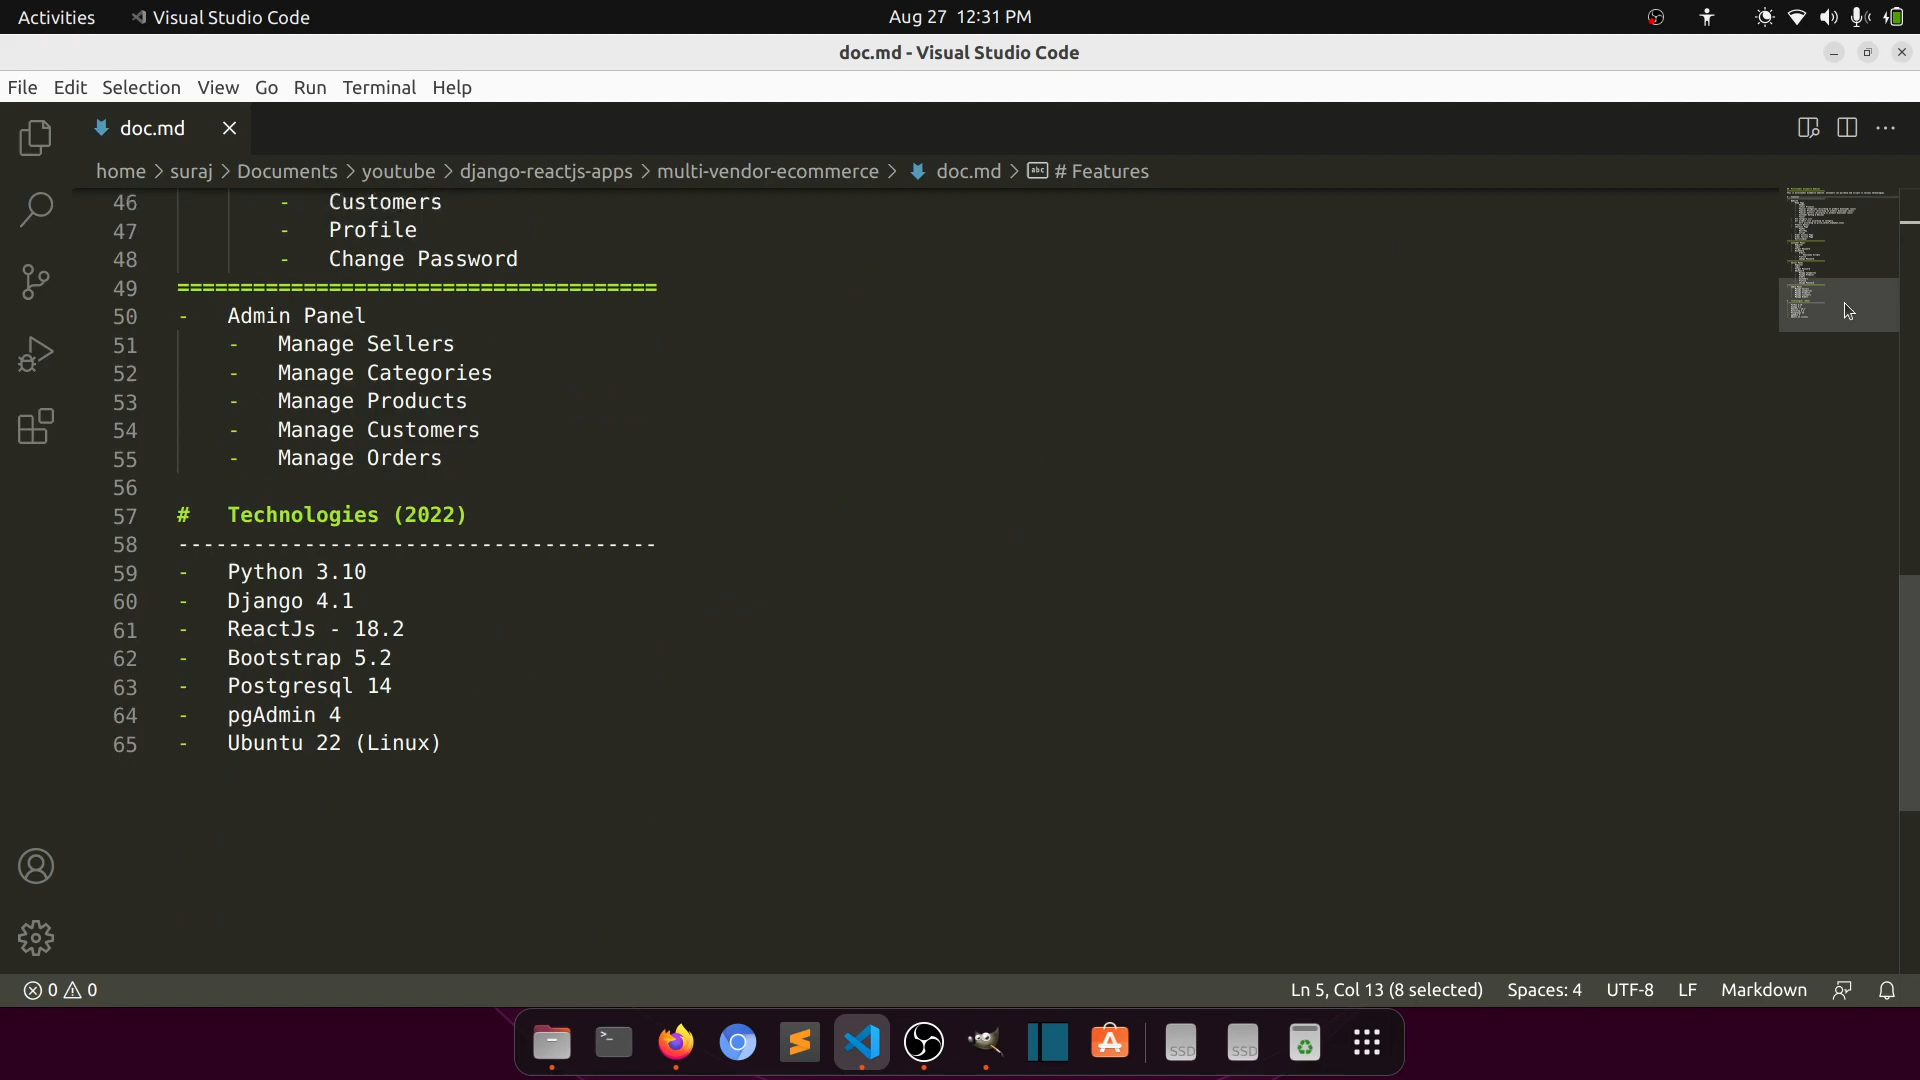 Activities Visual Studio Code Aug 27 12:31 PM
doc.md - Visual Studio Code
File Edit Selection View Go Run Terminal Help
doc.md
home > suraj > Documents > youtube > django-reactjs-apps > multi-vendor-ecommerce > doc.md > # Features
46 - Customers
47 - Profile
48 - Change Password
49 ======================================
50 - Admin Panel
51 - Manage Sellers
52 - Manage Categories
53 - Manage Products
54 - Manage Customers
55 - Manage Orders
56
57 # Technologies (2022)
58 --------------------------------------
59 - Python 3.10
60 - Django 4.1
61 - ReactJs - 18.2
62 - Bootstrap 5.2
63 - Postgresql 14
64 - pgAdmin 4
65 - Ubuntu 22 (Linux)
0 0 Ln 5, Col 13 (8 selected) Spaces: 4 UTF-8 LF Markdown
SSD SSD